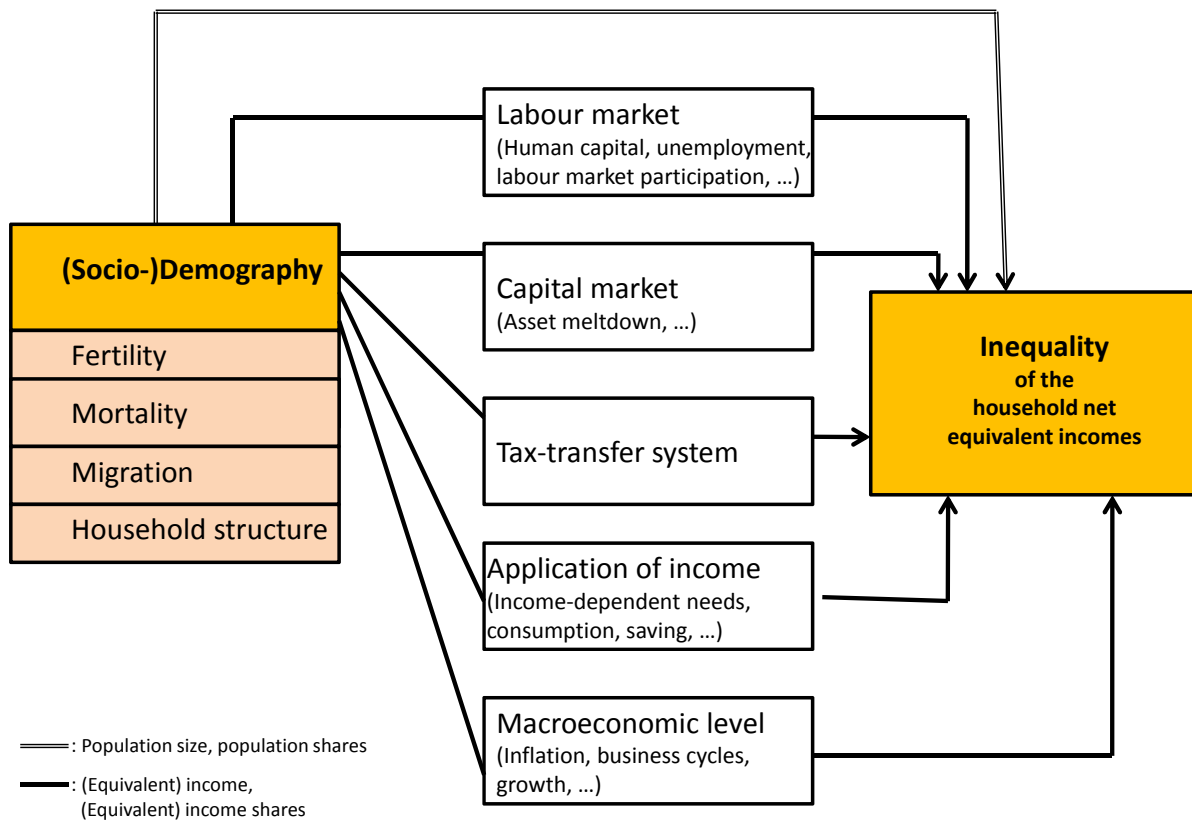 Labour market
(Human capital, unemployment,
labour market participation, …)
(Socio-)Demography
Fertility
Mortality
Migration
Household structure
Capital market
(Asset meltdown, …)
Tax-transfer system
Application of income
(Income-dependent needs,
consumption, saving, …)
Macroeconomic level
(Inflation, business cycles,
growth, …)
Inequality
of the
household net
equivalent incomes
: Population size, population shares
: (Equivalent) income,
(Equivalent) income shares